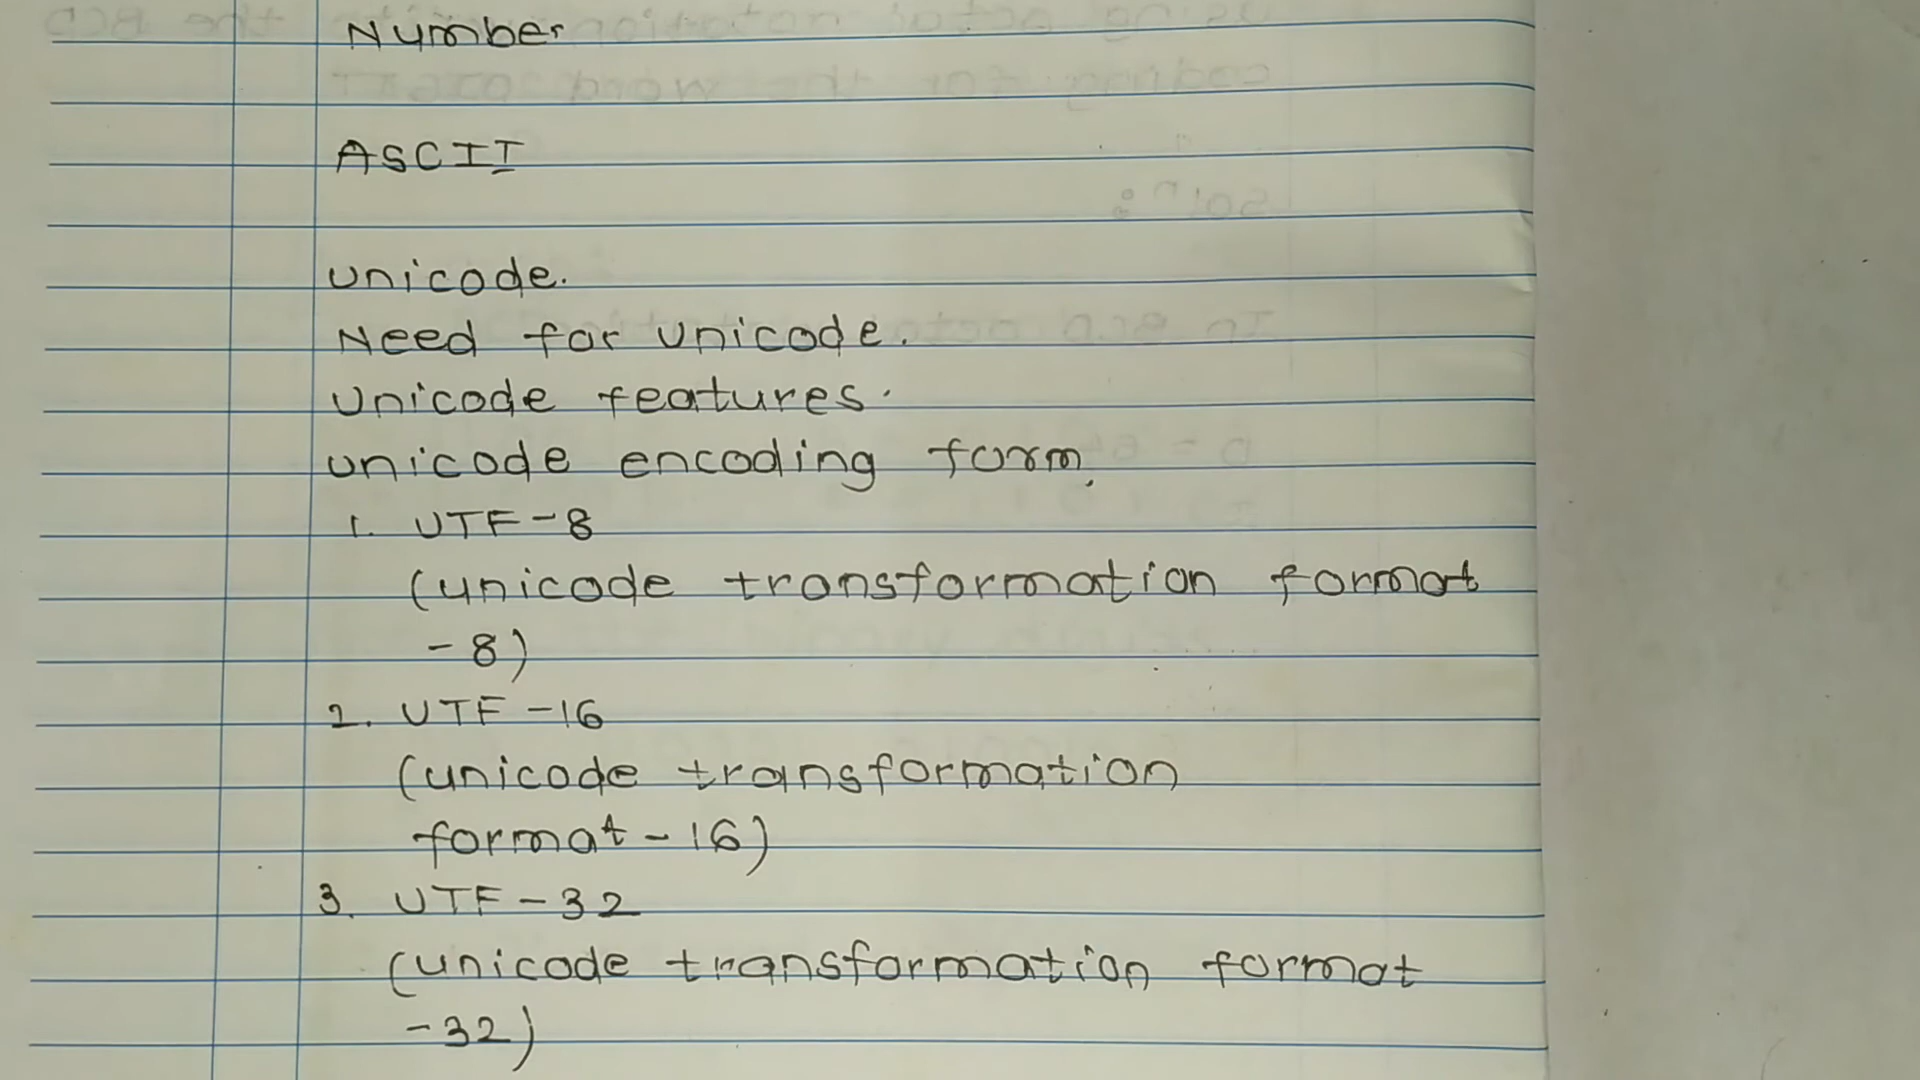 Number
ASCII
unicode.
Need for unicode.
Unicode features.
unicode encoding form.
1. UTF-8
(unicode transformation format
-8)
2. UTF-16
(unicode transformation
format-16)
3. UTF-32
(unicode transformation format
-32)